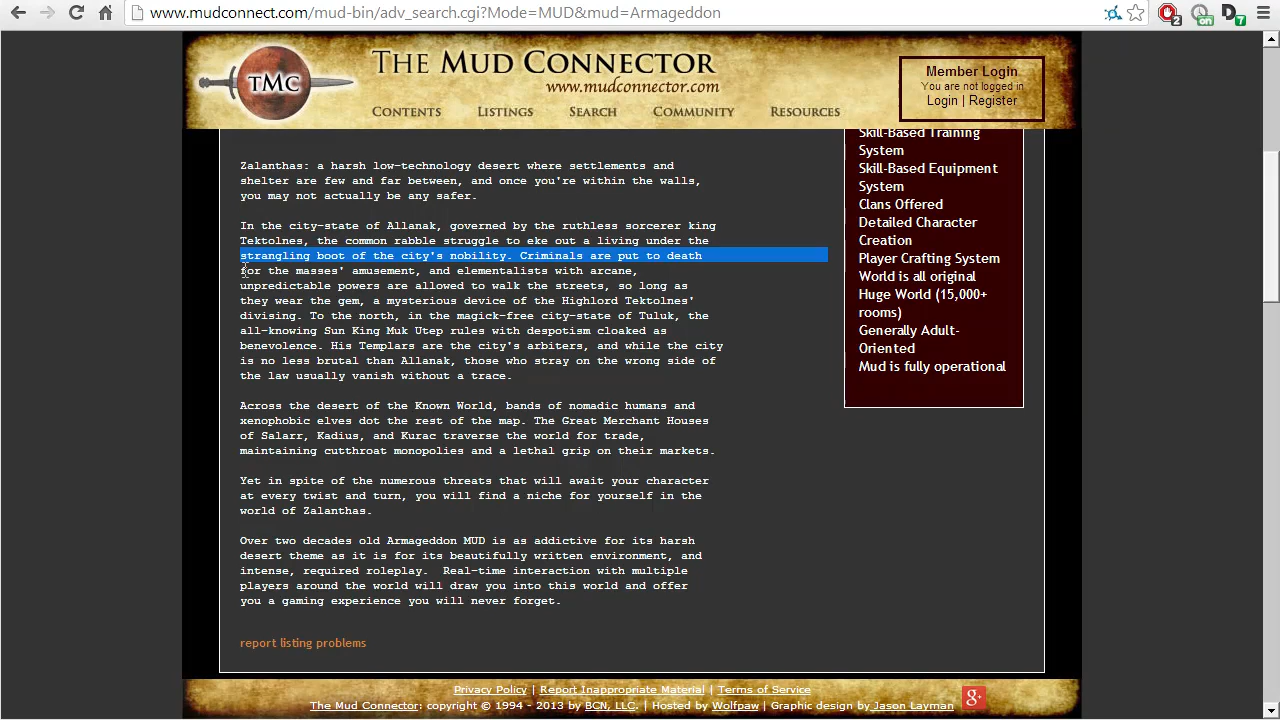 www.mudconnect.com/mud-bin/adv_search.cgi?Mode=MUD&mud=Armageddon
2
on
7
TMC
THE MUD CONNECTOR
www.mudconnector.com
CONTENTS LISTINGS SEARCH COMMUNITY RESOURCES
Member Login
You are not logged in
Login | Register
Zalanthas: a harsh low-technology desert where settlements and
shelter are few and far between, and once you're within the walls,
you may not actually be any safer.
In the city-state of Allanak, governed by the ruthless sorcerer king
Tektolnes, the common rabble struggle to eke out a living under the
strangling boot of the city's nobility. Criminals are put to death
for the masses' amusement, and elementalists with arcane,
unpredictable powers are allowed to walk the streets, so long as
they wear the gem, a mysterious device of the Highlord Tektolnes'
divising. To the north, in the magick-free city-state of Tuluk, the
all-knowing Sun King Muk Utep rules with despotism cloaked as
benevolence. His Templars are the city's arbiters, and while the city
is no less brutal than Allanak, those who stray on the wrong side of
the law usually vanish without a trace.
Across the desert of the Known World, bands of nomadic humans and
xenophobic elves dot the rest of the map. The Great Merchant Houses
of Salarr, Kadius, and Kurac traverse the world for trade,
maintaining cutthroat monopolies and a lethal grip on their markets.
Yet in spite of the numerous threats that will await your character
at every twist and turn, you will find a niche for yourself in the
world of Zalanthas.
Over two decades old Armageddon MUD is as addictive for its harsh
desert theme as it is for its beautifully written environment, and
intense, required roleplay. Real-time interaction with multiple
players around the world will draw you into this world and offer
you a gaming experience you will never forget.
report listing problems
Skill-Based Training
System
Skill-Based Equipment
System
Clans Offered
Detailed Character
Creation
Player Crafting System
World is all original
Huge World (15,000+
rooms)
Generally Adult-
Oriented
Mud is fully operational
Privacy Policy | Report Inappropriate Material | Terms of Service
The Mud Connector: copyright © 1994 - 2013 by BCN, LLC. | Hosted by Wolfpaw | Graphic design by Jason Layman
g+